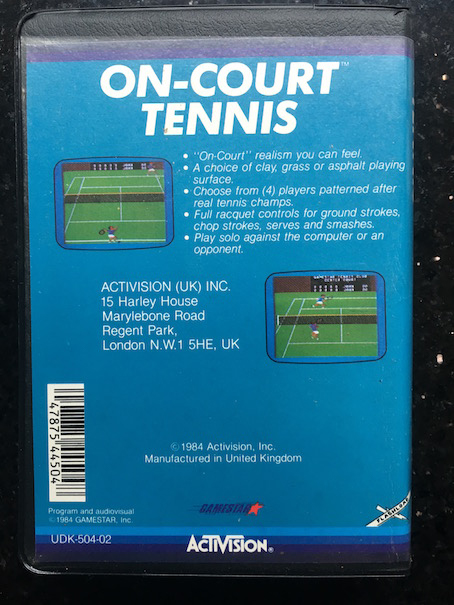 ON-COURT™
TENNIS
• "On-Court" realism you can feel.
• A choice of clay, grass or asphalt playing
surface.
• Choose from (4) players patterned after
real tennis champs.
• Full racquet controls for ground strokes,
chop strokes, serves and smashes.
• Play solo against the computer or an
opponent.
ACTIVISION (UK) INC.
15 Harley House
Marylebone Road
Regent Park,
London N.W.1 5HE, UK
© 1984 Activision, Inc.
Manufactured in United Kingdom
47875 44504
Program and audiovisual
© 1984 GAMESTAR, Inc.
GAMESTAR
UDK-504-02
ACTIVISION®